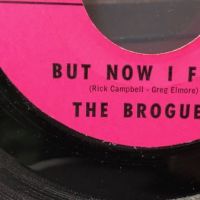 BUT NOW I F
(Rick Campbell - Greg Elmore)
THE BROGUE